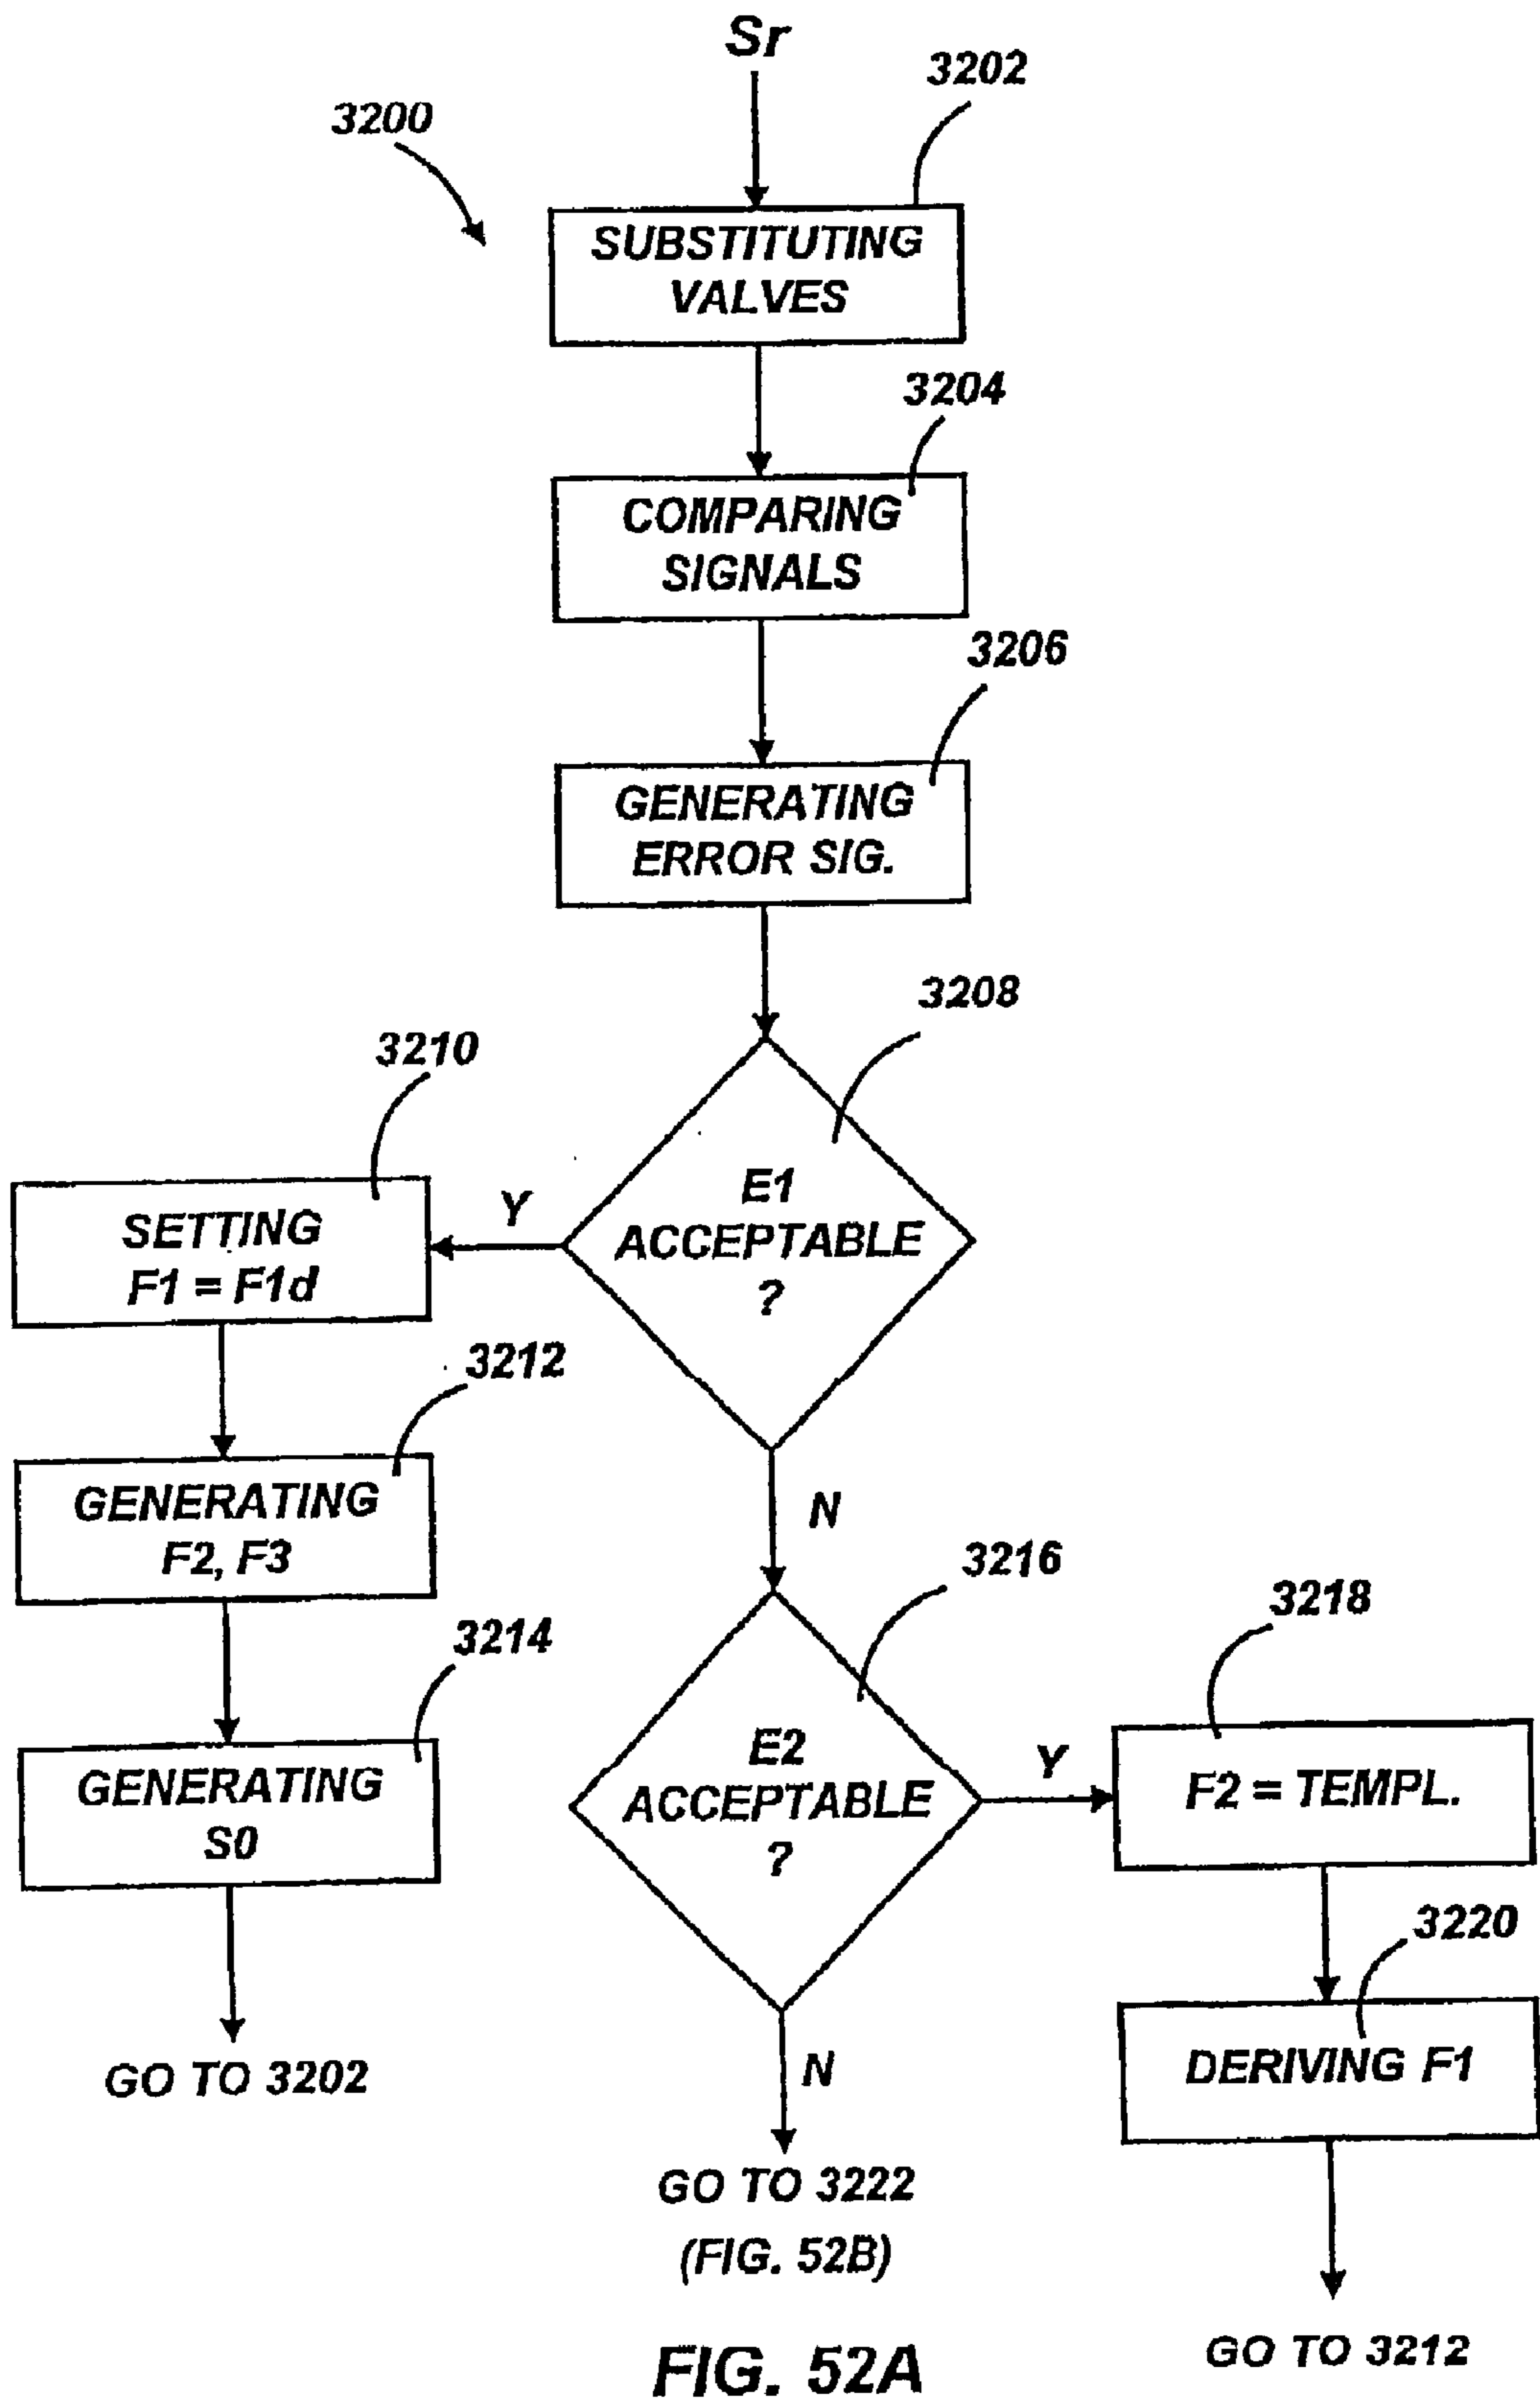 Sr
3202
3200
SUBSTITUTING
VALVES
3204
COMPARING
SIGNALS
3206
GENERATING
ERROR SIG.
3208
E1
ACCEPTABLE
?
Y
3210
SETTING
F1 = F1d
3212
GENERATING
F2, F3
3214
GENERATING
S0
GO TO 3202
N
3216
E2
ACCEPTABLE
?
Y
3218
F2 = TEMPL.
3220
DERIVING F1
GO TO 3212
N
GO TO 3222
(FIG. 52B)
FIG. 52A